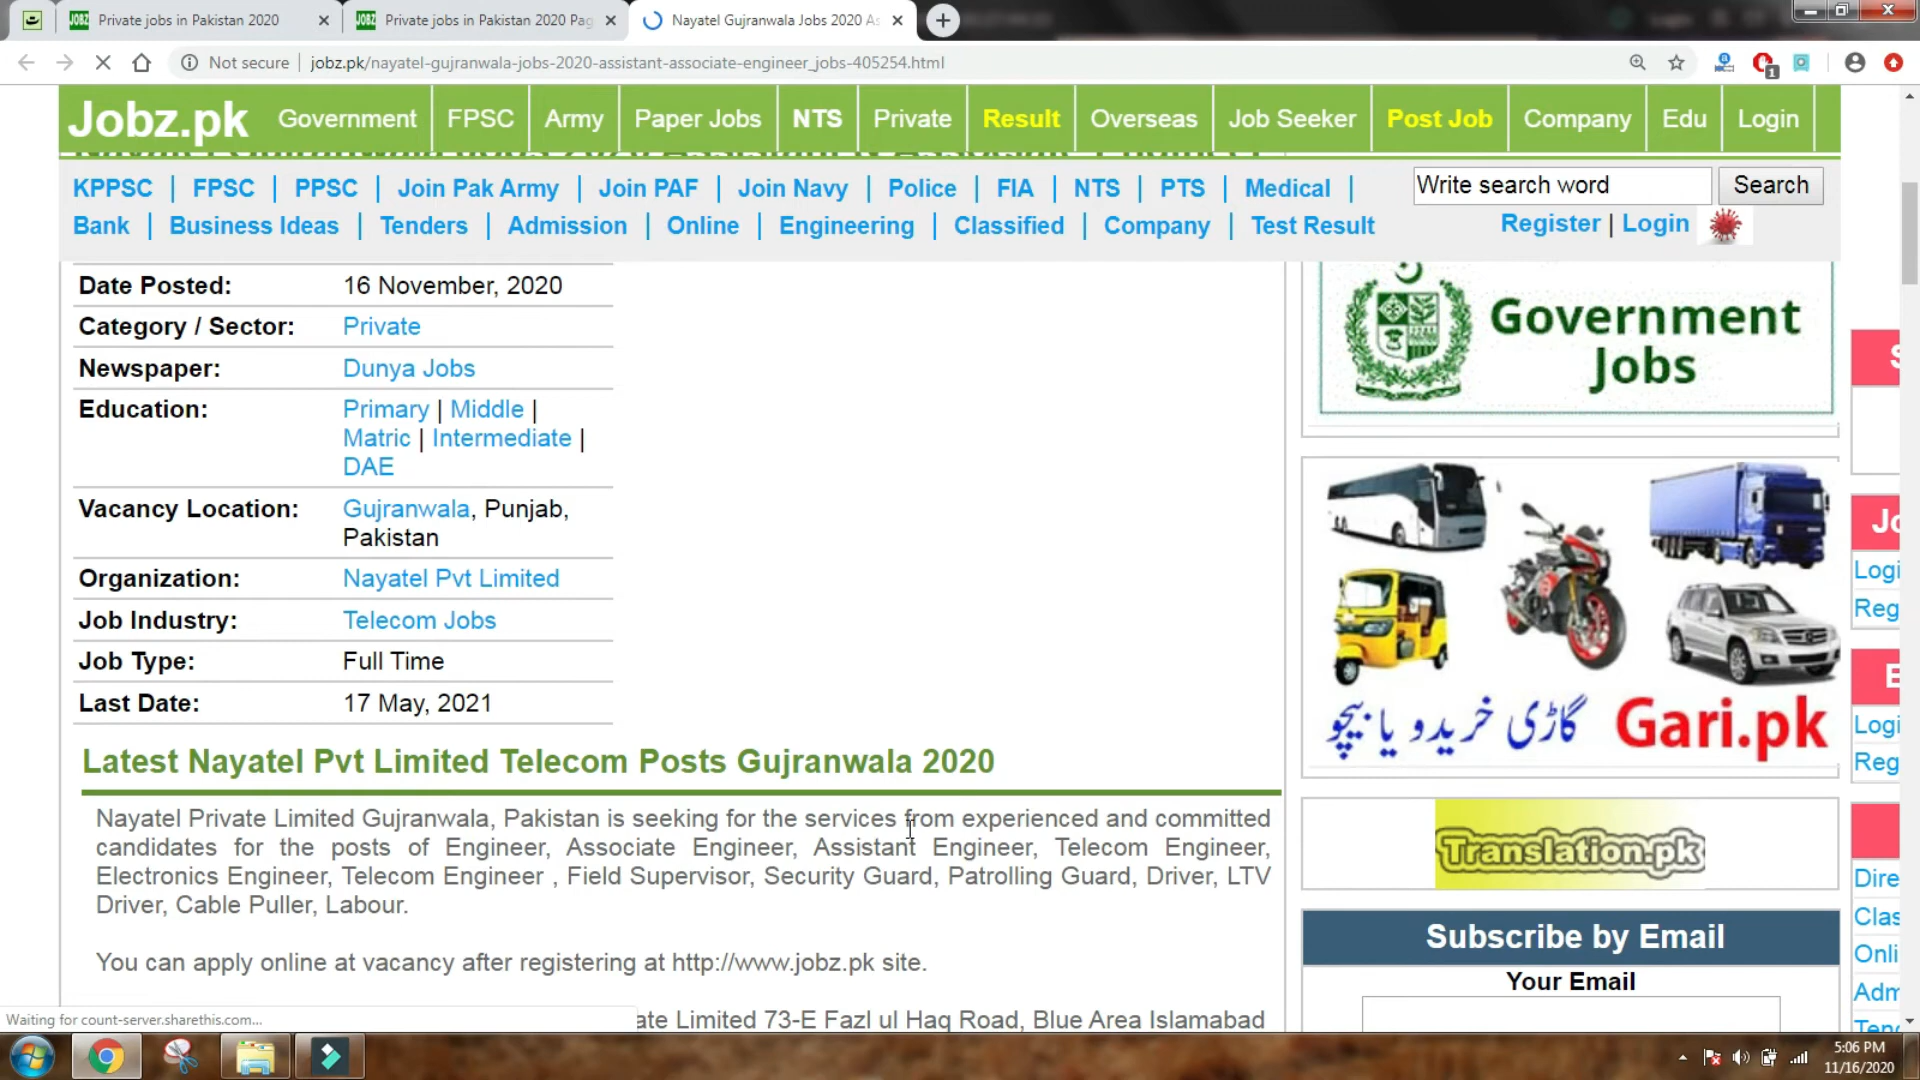 Private jobs in Pakistan 2020
Private jobs in Pakistan 2020 Pag
Nayatel Gujranwala Jobs 2020 As
Not secure | jobz.pk/nayatel-gujranwala-jobs-2020-assistant-associate-engineer_jobs-405254.html
Jobz.pk Government FPSC Army Paper Jobs NTS Private Result Overseas Job Seeker Post Job Company Edu Login
KPPSC | FPSC | PPSC | Join Pak Army | Join PAF | Join Navy | Police | FIA | NTS | PTS | Medical |
Write search word Search
Bank | Business Ideas | Tenders | Admission | Online | Engineering | Classified | Company | Test Result
Register | Login
Date Posted: 16 November, 2020
Category / Sector: Private
Newspaper: Dunya Jobs
Education: Primary | Middle |
Matric | Intermediate |
DAE
Vacancy Location: Gujranwala, Punjab,
Pakistan
Organization: Nayatel Pvt Limited
Job Industry: Telecom Jobs
Job Type: Full Time
Last Date: 17 May, 2021
Latest Nayatel Pvt Limited Telecom Posts Gujranwala 2020
Nayatel Private Limited Gujranwala, Pakistan is seeking for the services from experienced and committed
candidates for the posts of Engineer, Associate Engineer, Assistant Engineer, Telecom Engineer,
Electronics Engineer, Telecom Engineer , Field Supervisor, Security Guard, Patrolling Guard, Driver, LTV
Driver, Cable Puller, Labour.
You can apply online at vacancy after registering at http://www.jobz.pk site.
ate Limited 73-E Fazl ul Haq Road, Blue Area Islamabad
Waiting for count-server.sharethis.com...
Government
Jobs
گاڑی خریدو یا بیچو
Gari.pk
Translation.pk
Subscribe by Email
Your Email
S
Jo
Logi
Reg
E
Logi
Reg
Dire
Clas
Onli
Adm
5:06 PM
11/16/2020